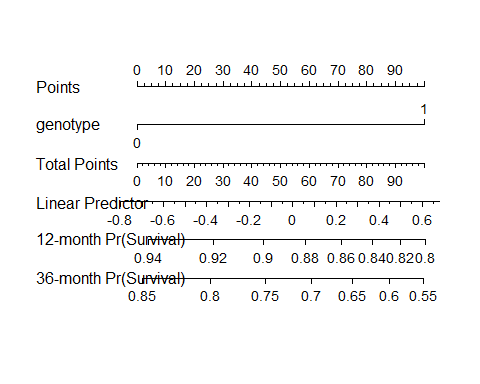 0 10 20 30 40 50 60 70 80 90
Points
1
genotype
0
Total Points
0 10 20 30 40 50 60 70 80 90
Linear Predictor
-0.8 -0.6 -0.4 -0.2 0 0.2 0.4 0.6
12-month Pr(Survival)
0.94 0.92 0.9 0.88 0.86 0.84 0.82 0.8
36-month Pr(Survival)
0.85 0.8 0.75 0.7 0.65 0.6 0.55